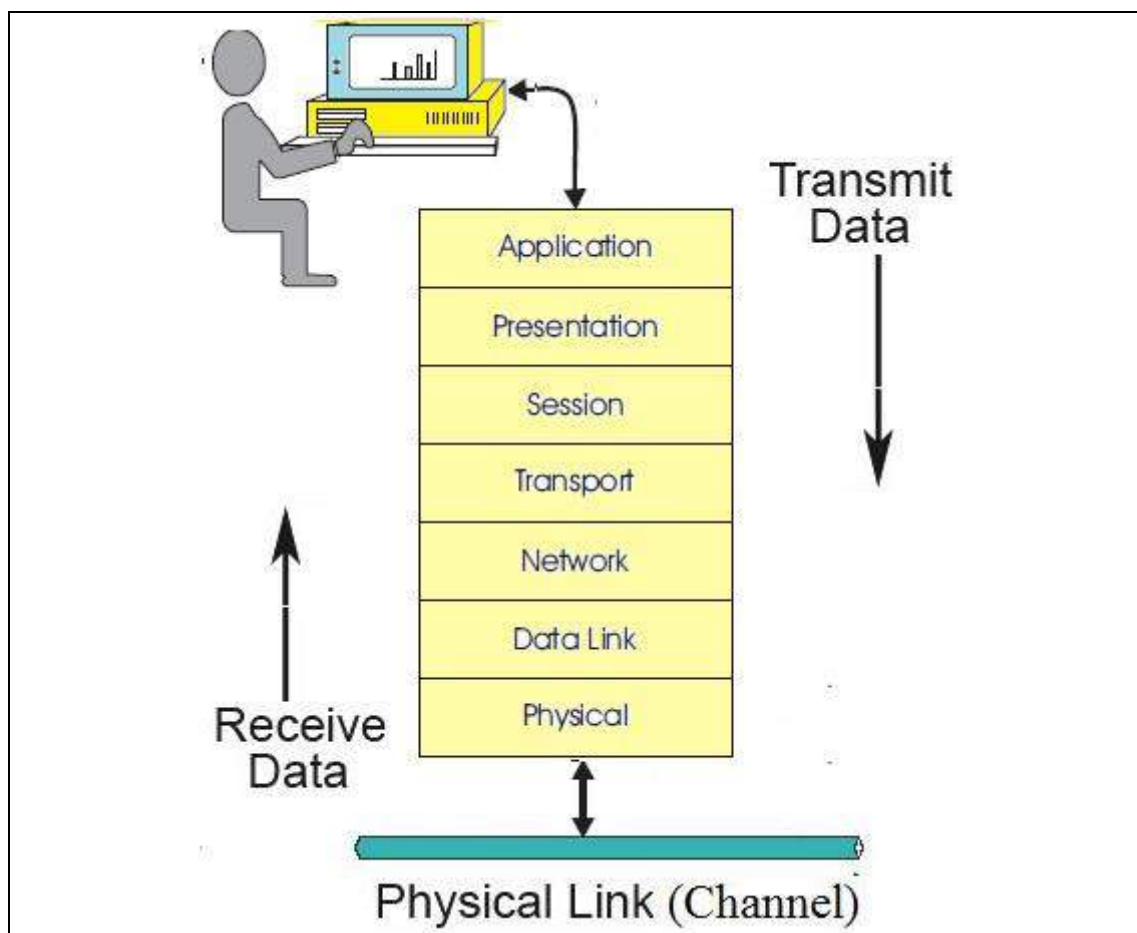 Transmit
Data
Application
Presentation
Session
Transport
Network
Data Link
Physical
Receive
Data
Physical Link (Channel)